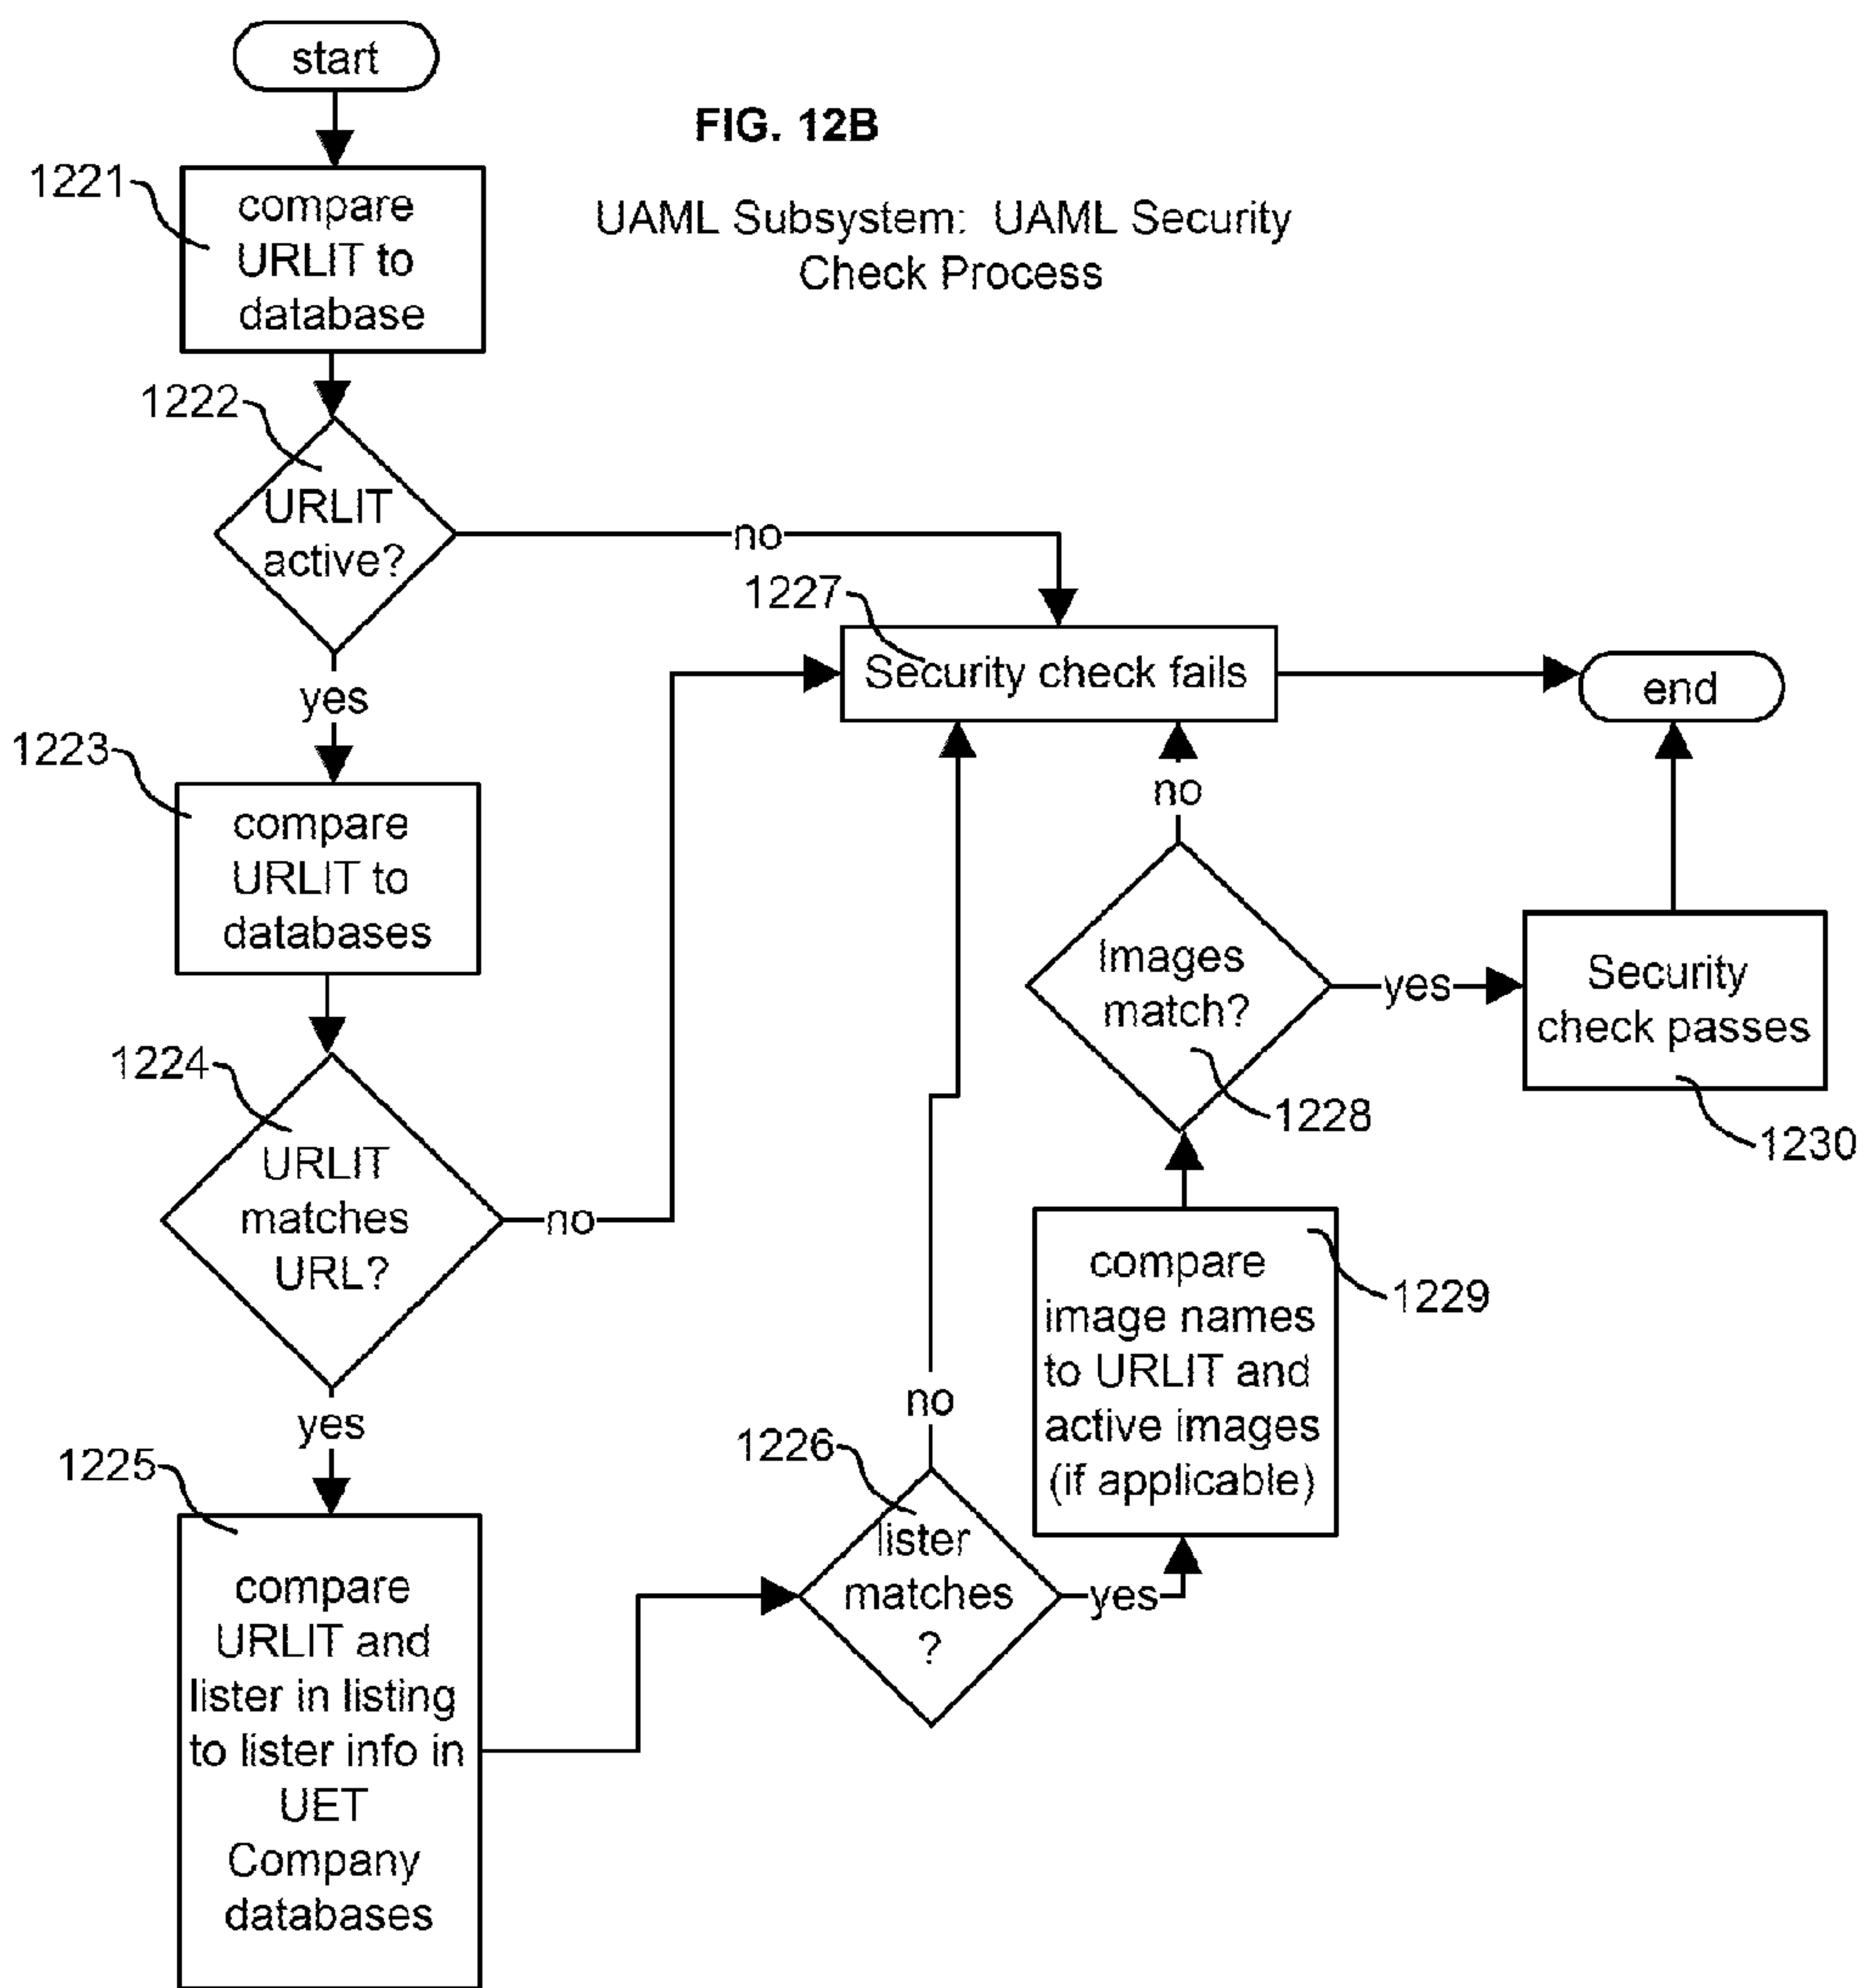 start
FIG. 12B
UAML Subsystem:  UAML Security
Check Process
1221
compare
URLIT to
database
1222
URLIT
active?
no
yes
1227
Security check fails
end
1223
compare
URLIT to
databases
no
Images
match?
yes
1228
Security
check passes
1230
1224
URLIT
matches
URL?
no
yes
1229
compare
image names
to URLIT and
active images
(if applicable)
no
1226
lister
matches
?
yes
1225
compare
URLIT and
lister in listing
to lister info in
UET
Company
databases